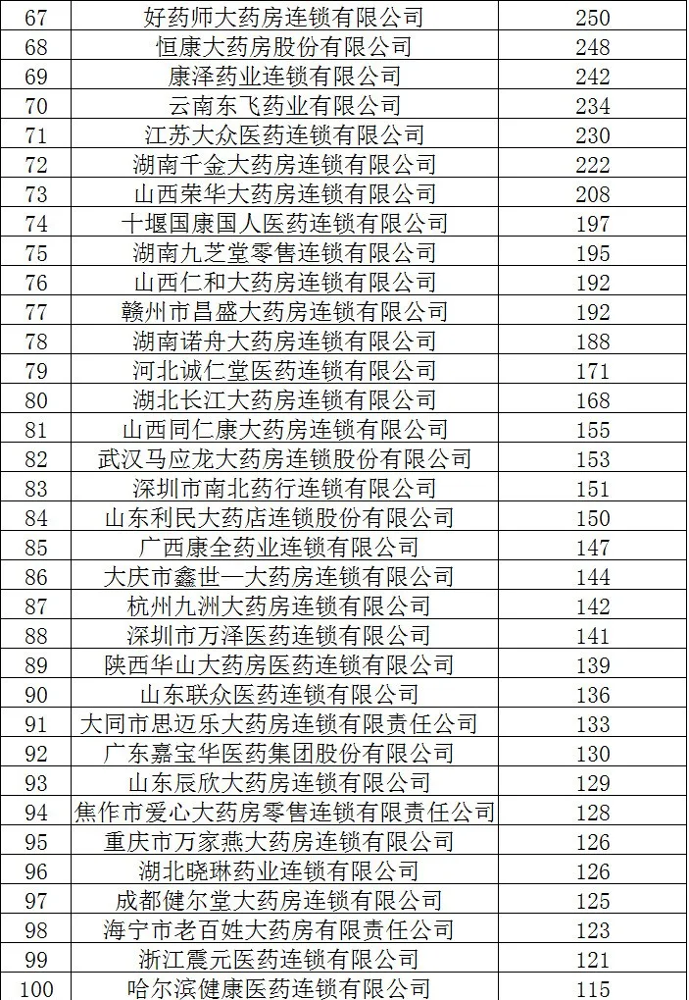 67 好药师大药房连锁有限公司 250
68 恒康大药房股份有限公司 248
69 康泽药业连锁有限公司 242
70 云南东飞药业有限公司 234
71 江苏大众医药连锁有限公司 230
72 湖南千金大药房连锁有限公司 222
73 山西荣华大药房连锁有限公司 208
74 十堰国康国人医药连锁有限公司 197
75 湖南九芝堂零售连锁有限公司 195
76 山西仁和大药房连锁有限公司 192
77 赣州市昌盛大药房连锁有限公司 192
78 湖南诺舟大药房连锁有限公司 188
79 河北诚仁堂医药连锁有限公司 171
80 湖北长江大药房连锁有限公司 168
81 山西同仁康大药房连锁有限公司 155
82 武汉马应龙大药房连锁股份有限公司 153
83 深圳市南北药行连锁有限公司 151
84 山东利民大药店连锁股份有限公司 150
85 广西康全药业连锁有限公司 147
86 大庆市鑫世一大药房连锁有限公司 144
87 杭州九洲大药房连锁有限公司 142
88 深圳市万泽医药连锁有限公司 141
89 陕西华山大药房医药连锁有限公司 139
90 山东联众医药连锁有限公司 136
91 大同市思迈乐大药房连锁有限责任公司 133
92 广东嘉宝华医药集团股份有限公司 130
93 山东辰欣大药房连锁有限公司 129
94 焦作市爱心大药房零售连锁有限责任公司 128
95 重庆市万家燕大药房连锁有限公司 126
96 湖北晓琳药业连锁有限公司 126
97 成都健尔堂大药房连锁有限公司 125
98 海宁市老百姓大药房有限责任公司 123
99 浙江震元医药连锁有限公司 121
100 哈尔滨健康医药连锁有限公司 115